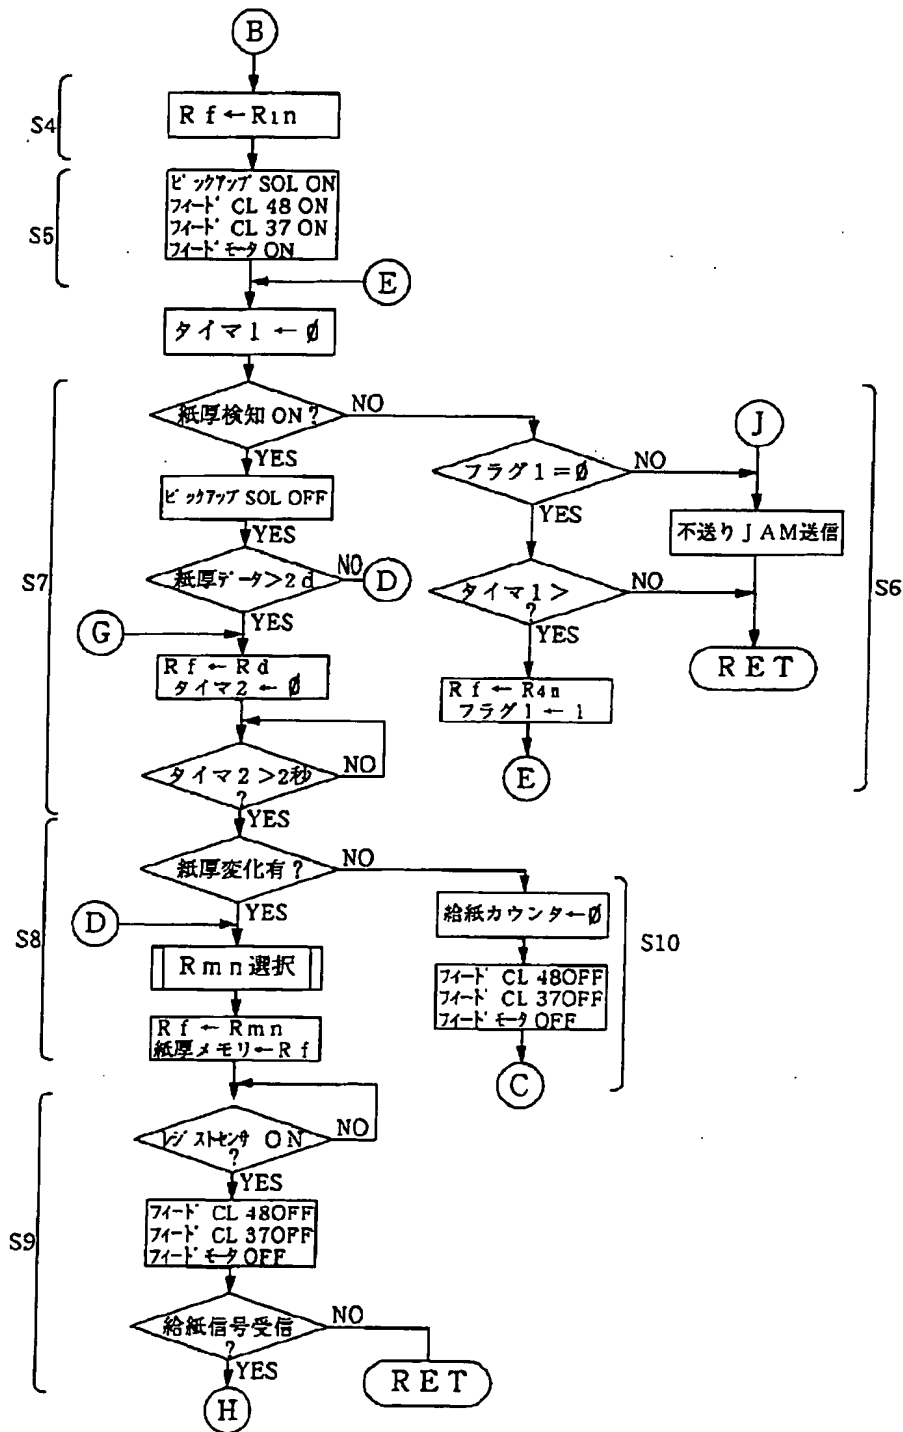 B
S4
Rf←R1n
S5
ピックアップ SOL ON
フィード CL 48 ON
フィード CL 37 ON
フィードモータ ON
E
タイマ1 ← ø
S7
紙厚検知 ON?
NO
YES
ピックアップ SOL OFF
YES
紙厚データ>2d
NO
D
YES
G
Rf ← Rd
タイマ2 ← ø
タイマ2>2秒
?
NO
YES
S6
フラグ1=ø
NO
YES
J
不送りJAM送信
タイマ1>
?
NO
YES
RET
Rf ← R4n
フラグ1 ← 1
E
S8
紙厚変化有?
NO
YES
D
Rmn選択
Rf ← Rmn
紙厚メモリ←Rf
S10
給紙カウンタ←ø
フィード CL 48OFF
フィード CL 37OFF
フィードモータ OFF
C
S9
レジストセンサ ON
?
NO
YES
フィード CL 48OFF
フィード CL 37OFF
フィードモータ OFF
給紙信号受信
?
NO
YES
RET
H